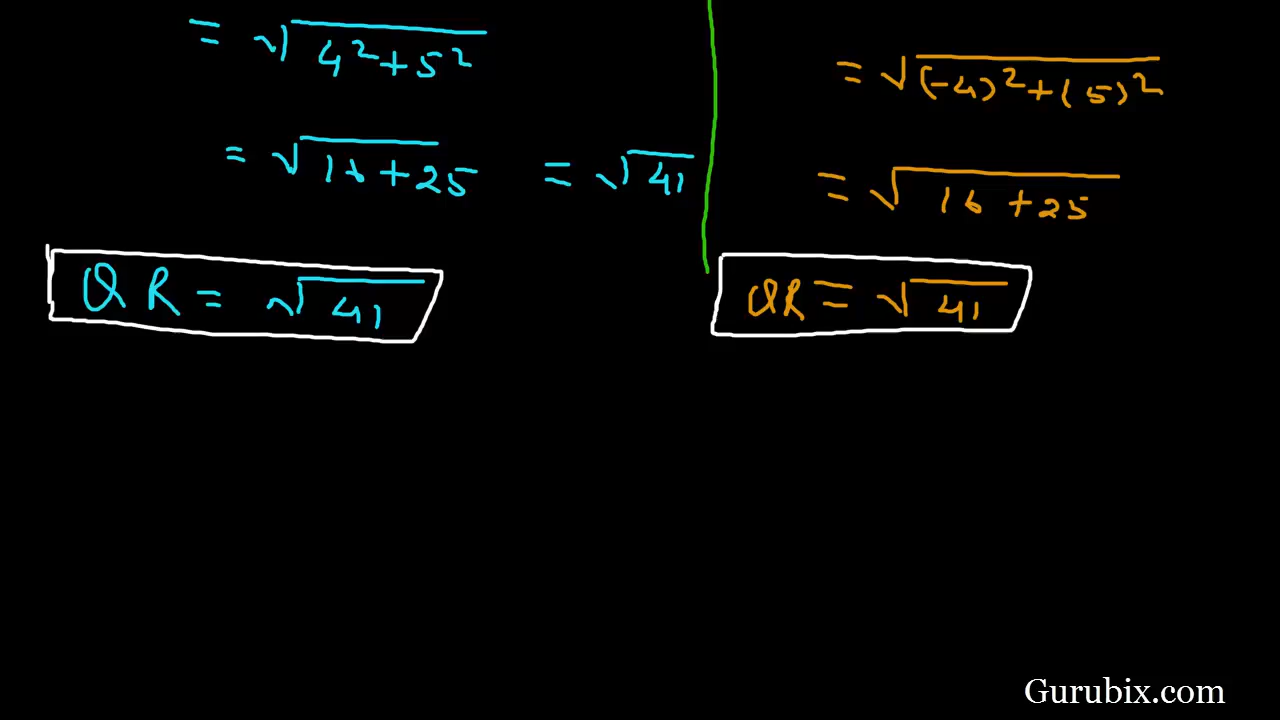 = √4²+5²
= √16+25 = √41
QR = √41
= √(-4)²+(5)²
= √16+25
QR = √41
Gurubix.com